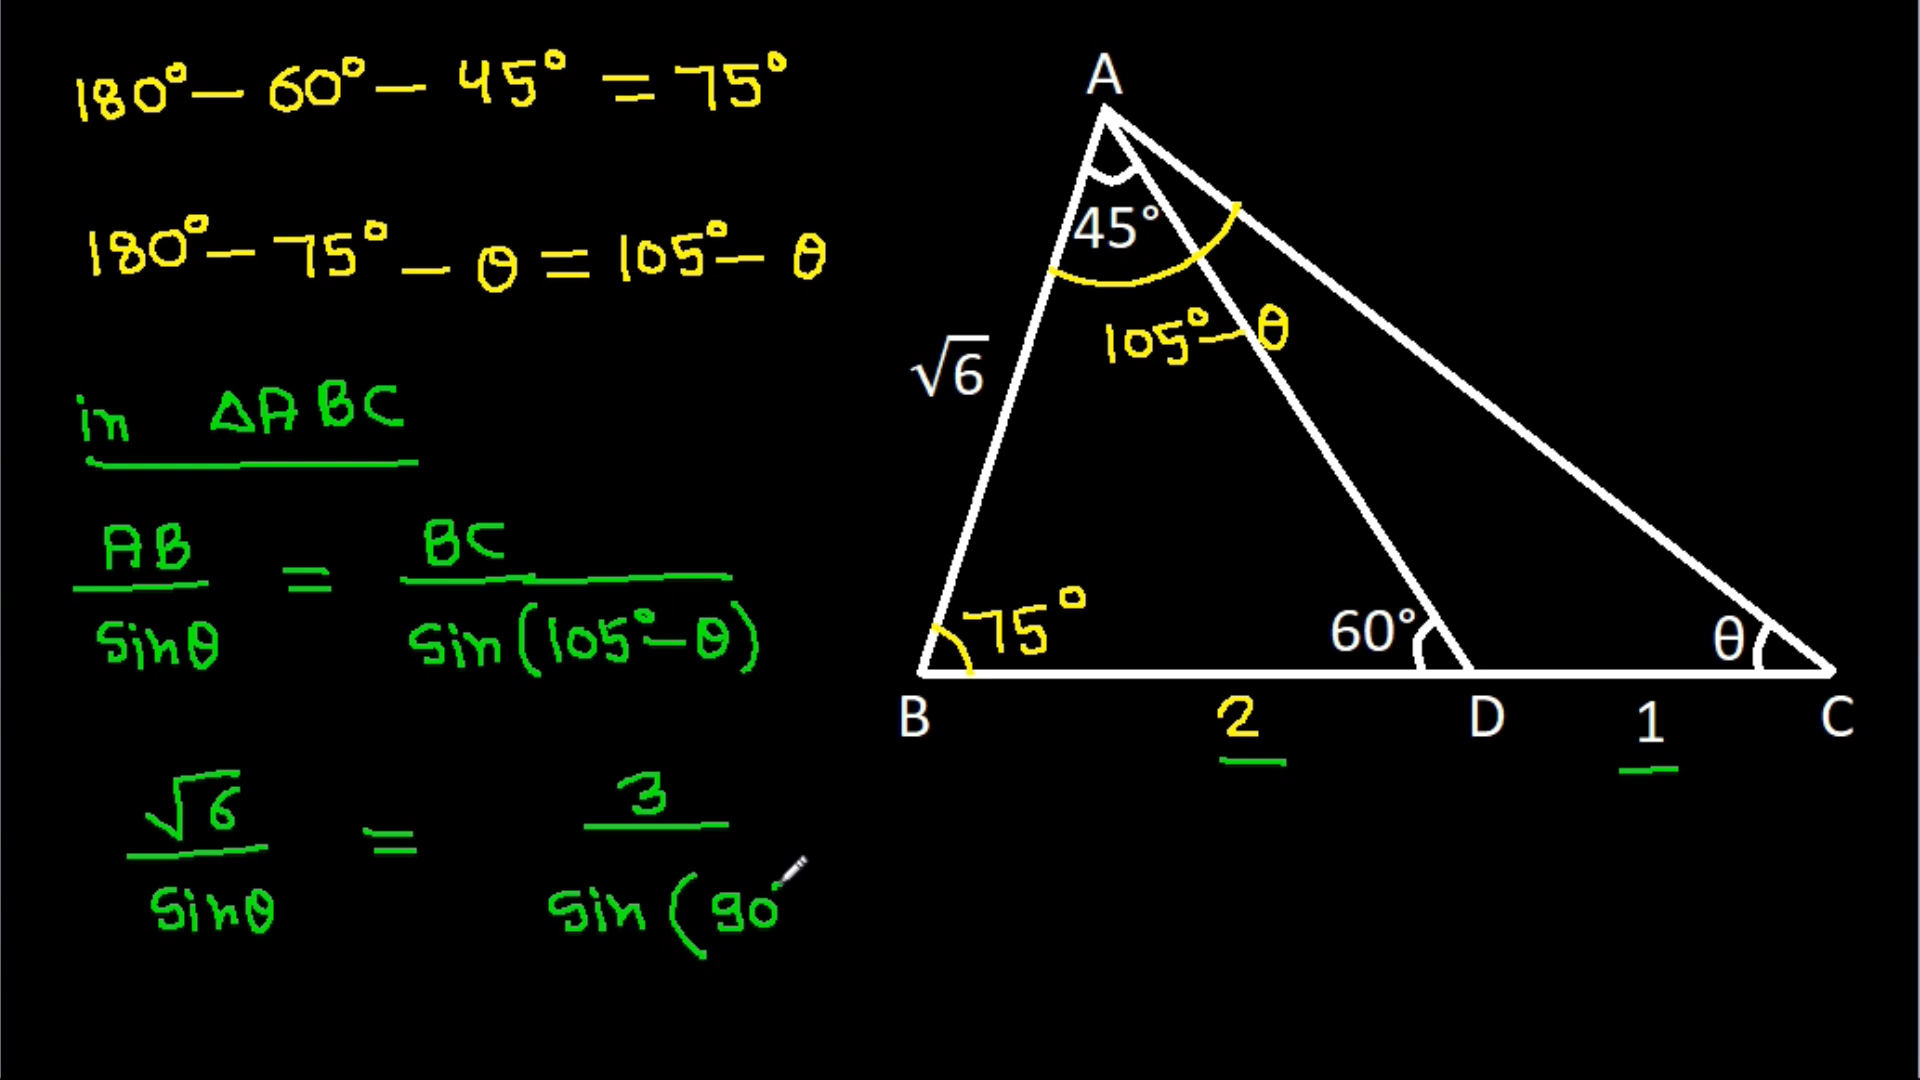 180° - 60° - 45° = 75°
180° - 75° - θ = 105° - θ
in ΔABC
AB/sinθ = BC/sin(105° - θ)
√6/sinθ = 3/sin(90
A
45°
105° - θ
√6
75°
60°
θ
B
2
D
1
C